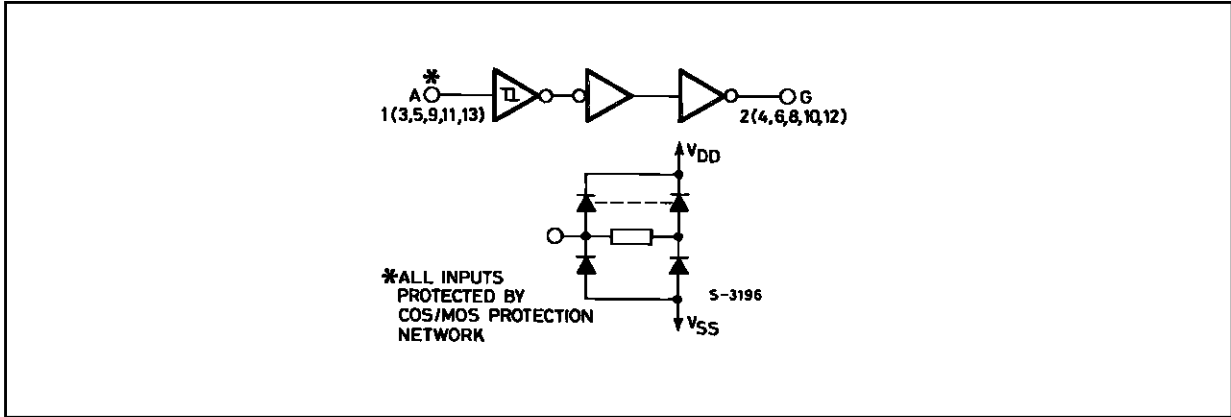 *
A G
1(3,5,9,11,13) 2(4,6,8,10,12)
VDD
*ALL INPUTS
PROTECTED BY
COS/MOS PROTECTION
NETWORK
S-3196
VSS